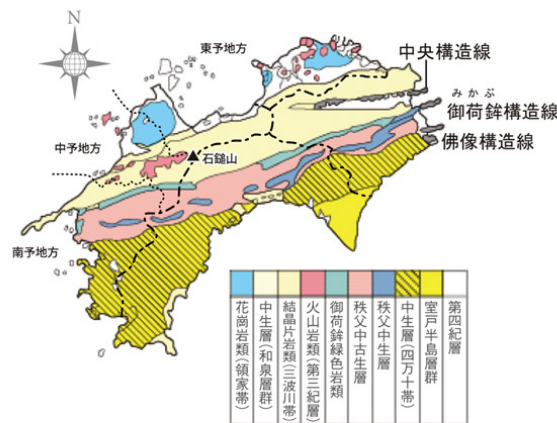 N
東予地方
中央構造線
みかぶ
御荷鉾構造線
中予地方
佛像構造線
石鎚山
南予地方
花崗岩類(領家帯)
中生層(和泉層群)
結晶片岩類(三波川帯)
火山岩類(第三紀層)
御荷鉾緑色岩類
秩父中古生層
秩父中生層
中生層(四万十帯)
室戸半島層群
第四紀層